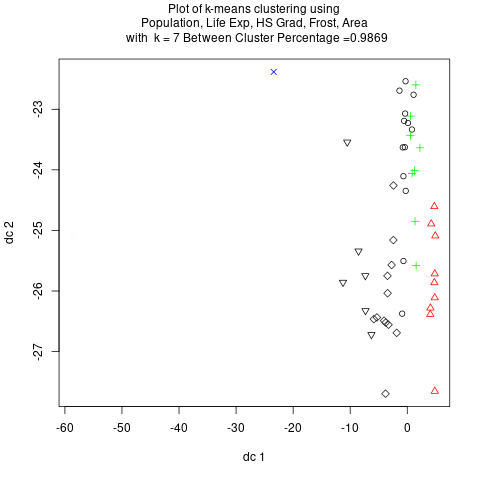 Plot of k-means clustering using
Population, Life Exp, HS Grad, Frost, Area
with k = 7 Between Cluster Percentage =0.9869
dc 2
-23
-24
-25
-26
-27
-60
-50
-40
-30
-20
-10
0
dc 1